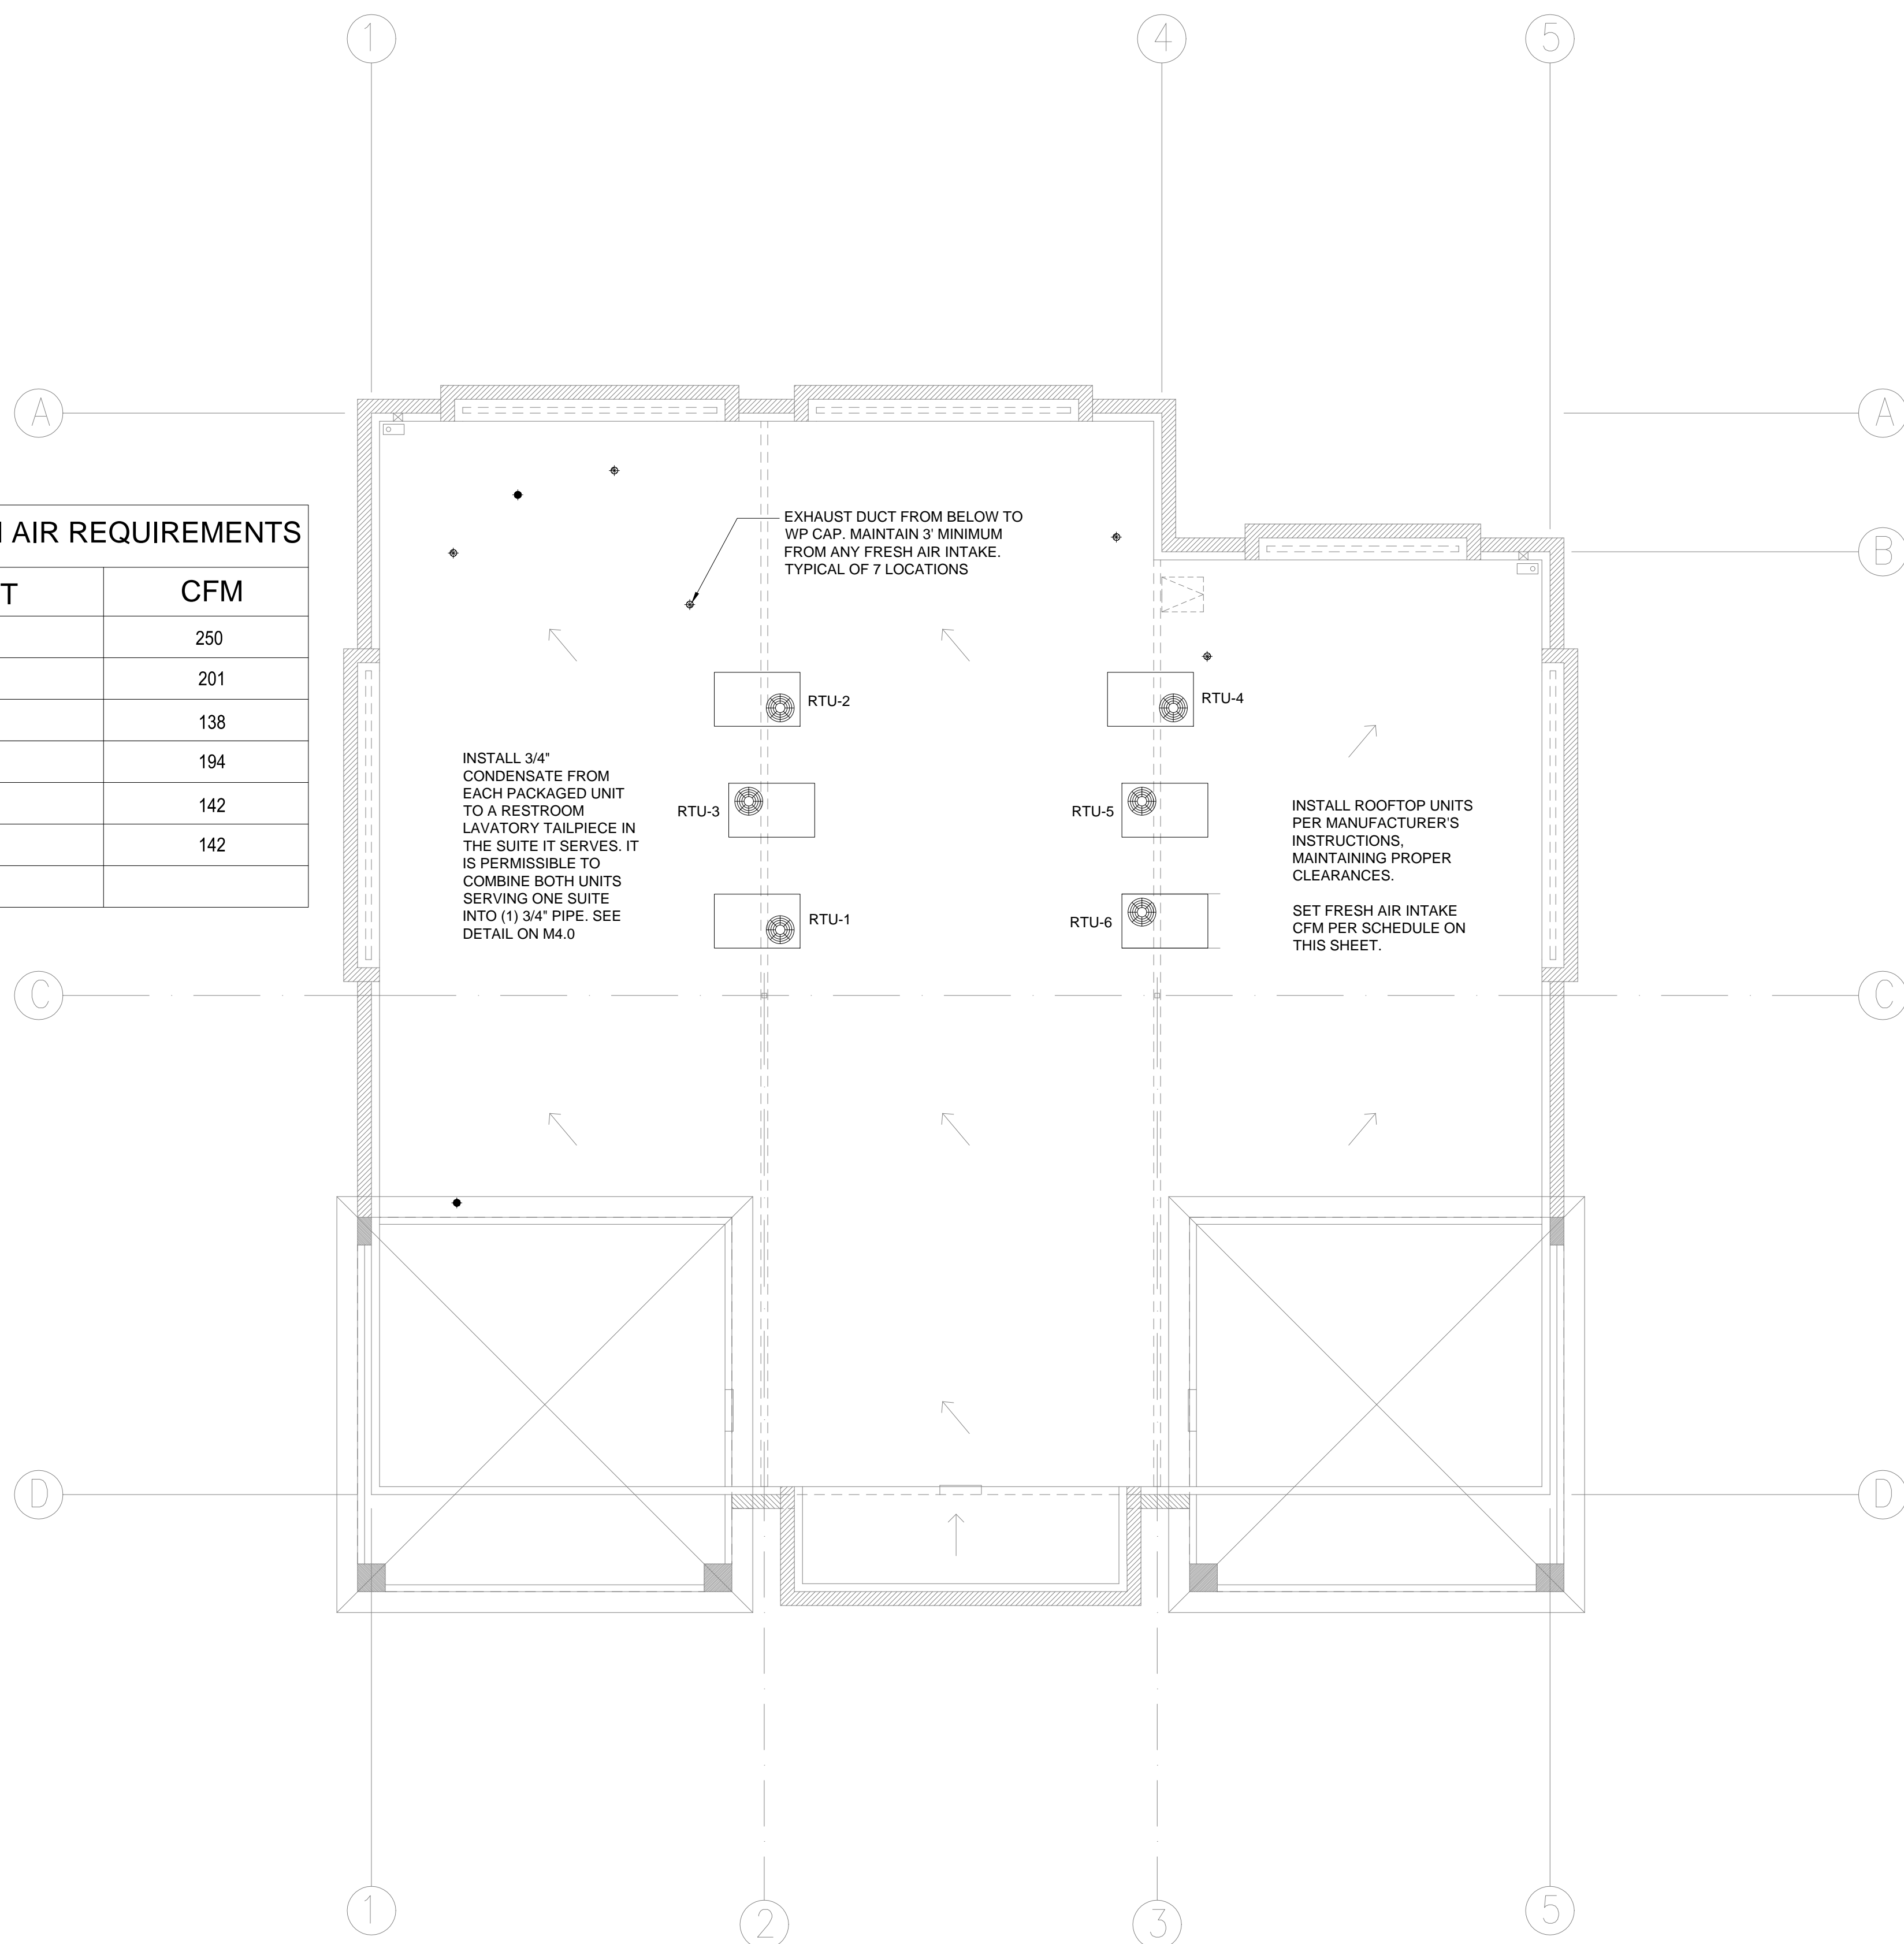 1
4
5
A
A
B
AIR REQUIREMENTS
T
CFM
250
201
138
194
142
142
EXHAUST DUCT FROM BELOW TO
WP CAP. MAINTAIN 3' MINIMUM
FROM ANY FRESH AIR INTAKE.
TYPICAL OF 7 LOCATIONS
RTU-2
RTU-4
INSTALL 3/4"
CONDENSATE FROM
EACH PACKAGED UNIT
TO A RESTROOM
LAVATORY TAILPIECE IN
THE SUITE IT SERVES. IT
IS PERMISSIBLE TO
COMBINE BOTH UNITS
SERVING ONE SUITE
INTO (1) 3/4" PIPE. SEE
DETAIL ON M4.0
RTU-3
RTU-5
INSTALL ROOFTOP UNITS
PER MANUFACTURER'S
INSTRUCTIONS,
MAINTAINING PROPER
CLEARANCES.
SET FRESH AIR INTAKE
CFM PER SCHEDULE ON
THIS SHEET.
RTU-1
RTU-6
C
C
D
D
1
2
3
5